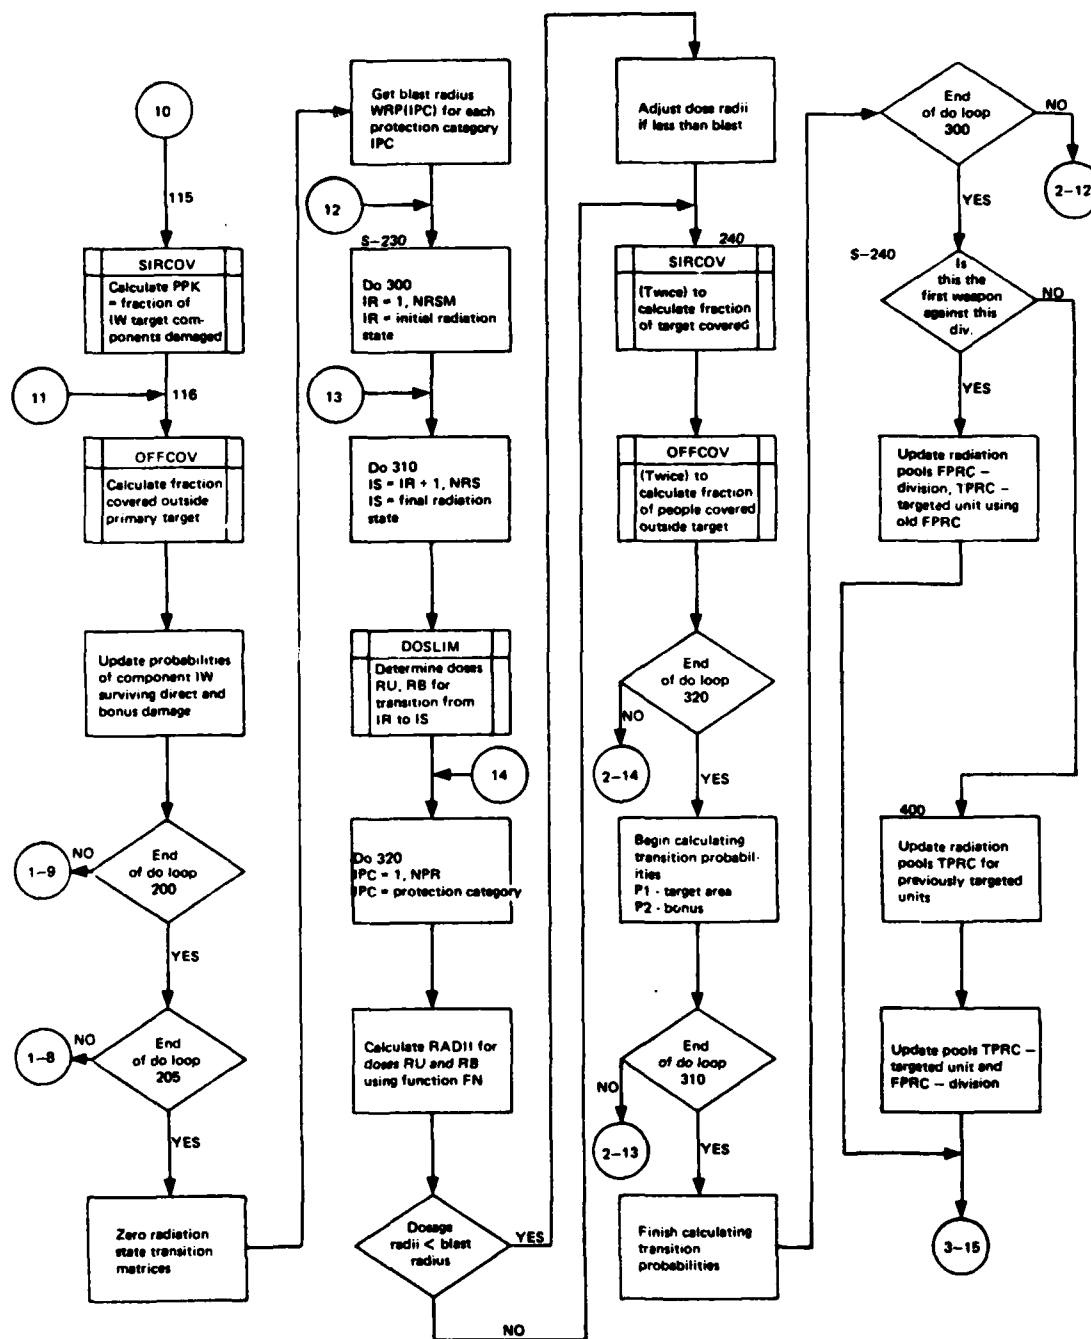 10
115
SIRCOV
Calculate PPK
= fraction of
IW target com-
ponents damaged
11
116
OFFCOV
Calculate fraction
covered outside
primary target
Update probabilities
of component IW
surviving direct and
bonus damage
End
of do loop
200
NO
1-9
YES
End
of do loop
205
NO
1-8
YES
Zero radiation
state transition
matrices
Get blast radius
WRP(IPC) for each
protection category
IPC
12
S-230
Do 300
IR = 1, NRSM
IR = initial radiation
state
13
Do 310
IS = IR + 1, NRS
IS = final radiation
state
DOSLIM
Determine doses
RU, RB for
transition from
IR to IS
14
Do 320
IPC = 1, NPR
IPC = protection category
Calculate RADII for
doses RU and RB
using function FN
Dosage
radii < blast
radius
YES
NO
Adjust dose radii
if less than blast
240
SIRCOV
(Twice) to
calculate fraction
of target covered
OFFCOV
(Twice) to
calculate fraction
of people covered
outside target
End
of do loop
320
NO
2-14
YES
Begin calculating
transition probabil-
ities
P1 - target area
P2 - bonus
End
of do loop
310
NO
2-13
YES
Finish calculating
transition
probabilities
End
of do loop
300
NO
2-12
YES
S-240
Is
this the
first weapon
against this
div.
NO
YES
Update radiation
pools FPRC –
division, TPRC –
targeted unit using
old FPRC
400
Update radiation
pools TPRC for
previously targeted
units
Update pools TPRC –
targeted unit and
FPRC – division
3-15